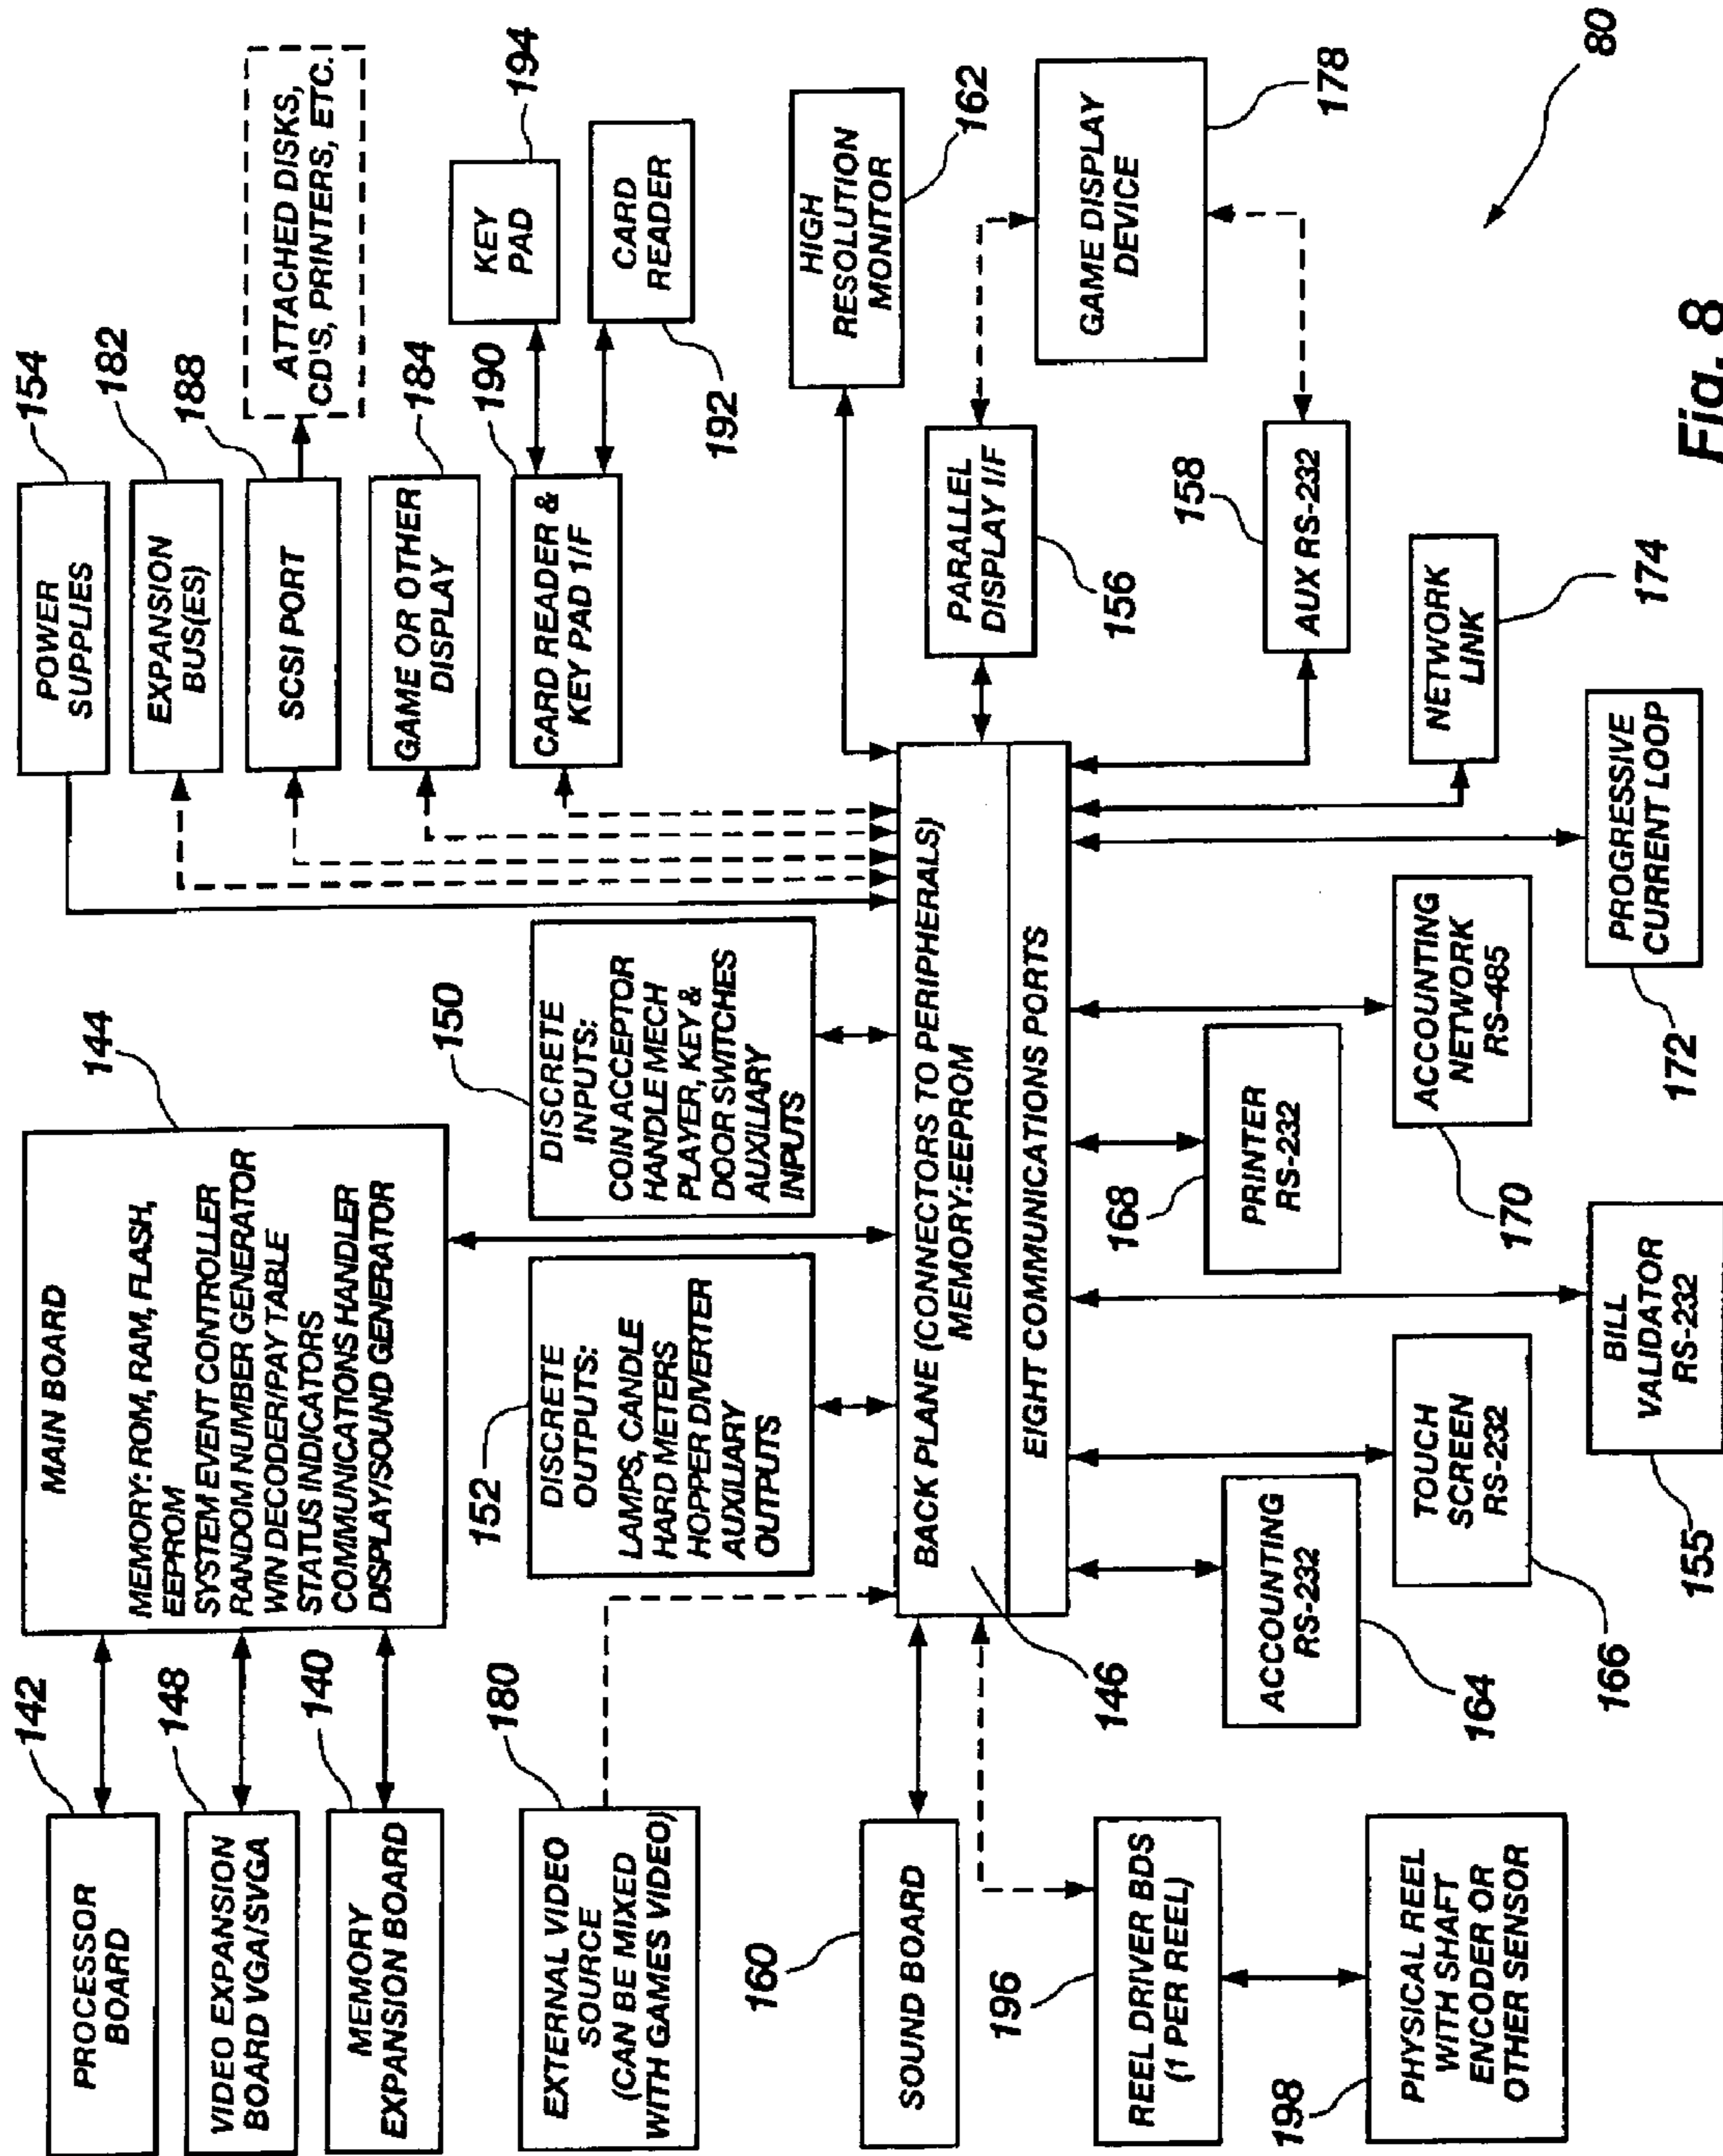 142
PROCESSOR
BOARD
148
VIDEO EXPANSION
BOARD VGA/SVGA
140
MEMORY
EXPANSION BOARD
144
MAIN BOARD
MEMORY: ROM, RAM, FLASH,
EEPROM
SYSTEM EVENT CONTROLLER
RANDOM NUMBER GENERATOR
WIN DECODER/PAY TABLE
STATUS INDICATORS
COMMUNICATIONS HANDLER
DISPLAY/SOUND GENERATOR
154
POWER
SUPPLIES
182
EXPANSION
BUS(ES)
188
SCSI PORT
ATTACHED DISKS,
CD'S, PRINTERS, ETC.
184
GAME OR OTHER
DISPLAY
190
CARD READER &
KEY PAD 1/F
194
KEY
PAD
CARD
READER
192
180
EXTERNAL VIDEO
SOURCE
(CAN BE MIXED
WITH GAMES VIDEO)
152
DISCRETE
OUTPUTS:
LAMPS, CANDLE
HARD METERS
HOPPER DIVERTER
AUXILIARY
OUTPUTS
150
DISCRETE
INPUTS:
COIN ACCEPTOR
HANDLE MECH
PLAYER, KEY &
DOOR SWITCHES
AUXILIARY
INPUTS
HIGH
RESOLUTION
MONITOR
162
160
SOUND BOARD
BACK PLANE (CONNECTORS TO PERIPHERALS)
MEMORY:EEPROM
EIGHT COMMUNICATIONS PORTS
146
PARALLEL
DISPLAY I/F
156
GAME DISPLAY
DEVICE
178
196
REEL DRIVER BDS
(1 PER REEL)
198
PHYSICAL REEL
WITH SHAFT
ENCODER OR
OTHER SENSOR
ACCOUNTING
RS-232
164
TOUCH
SCREEN
RS-232
166
BILL
VALIDATOR
RS-232
155
168
PRINTER
RS-232
ACCOUNTING
NETWORK
RS-485
170
PROGRESSIVE
CURRENT LOOP
172
NETWORK
LINK
174
158
AUX RS-232
80
Fig. 8